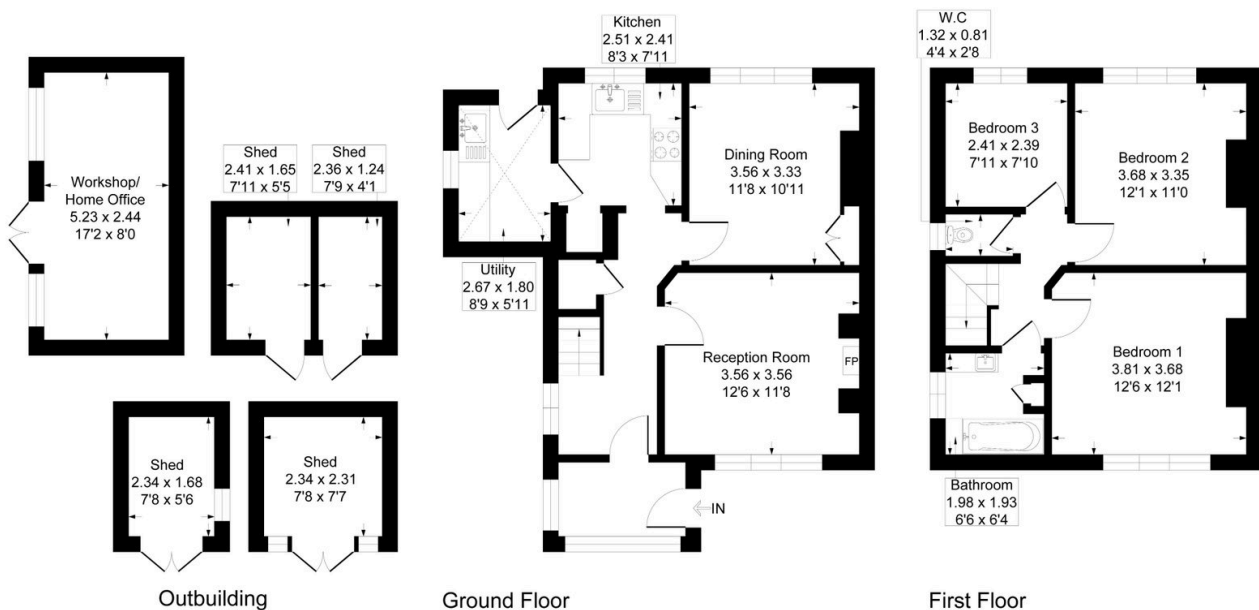 Workshop/
Home Office
5.23 x 2.44
17'2 x 8'0
Shed
2.41 x 1.65
7'11 x 5'5
Shed
2.36 x 1.24
7'9 x 4'1
Shed
2.34 x 1.68
7'8 x 5'6
Shed
2.34 x 2.31
7'8 x 7'7
Outbuilding
Kitchen
2.51 x 2.41
8'3 x 7'11
Dining Room
3.56 x 3.33
11'8 x 10'11
Utility
2.67 x 1.80
8'9 x 5'11
Reception Room
3.56 x 3.56
12'6 x 11'8
FP
IN
Ground Floor
W.C
1.32 x 0.81
4'4 x 2'8
Bedroom 3
2.41 x 2.39
7'11 x 7'10
Bedroom 2
3.68 x 3.35
12'1 x 11'0
Bedroom 1
3.81 x 3.68
12'6 x 12'1
Bathroom
1.98 x 1.93
6'6 x 6'4
First Floor